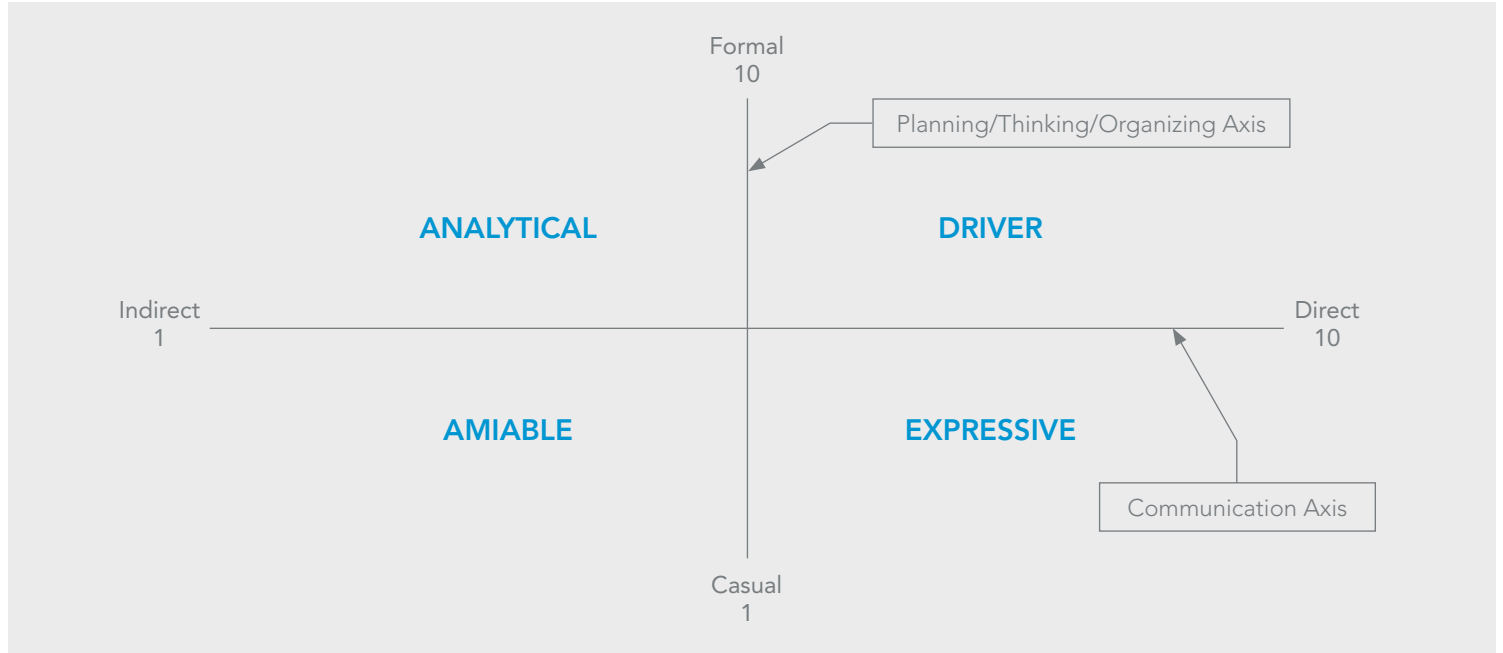 Formal
10
Planning/Thinking/Organizing Axis
ANALYTICAL
DRIVER
Indirect
1
Direct
10
AMIABLE
EXPRESSIVE
Communication Axis
Casual
1